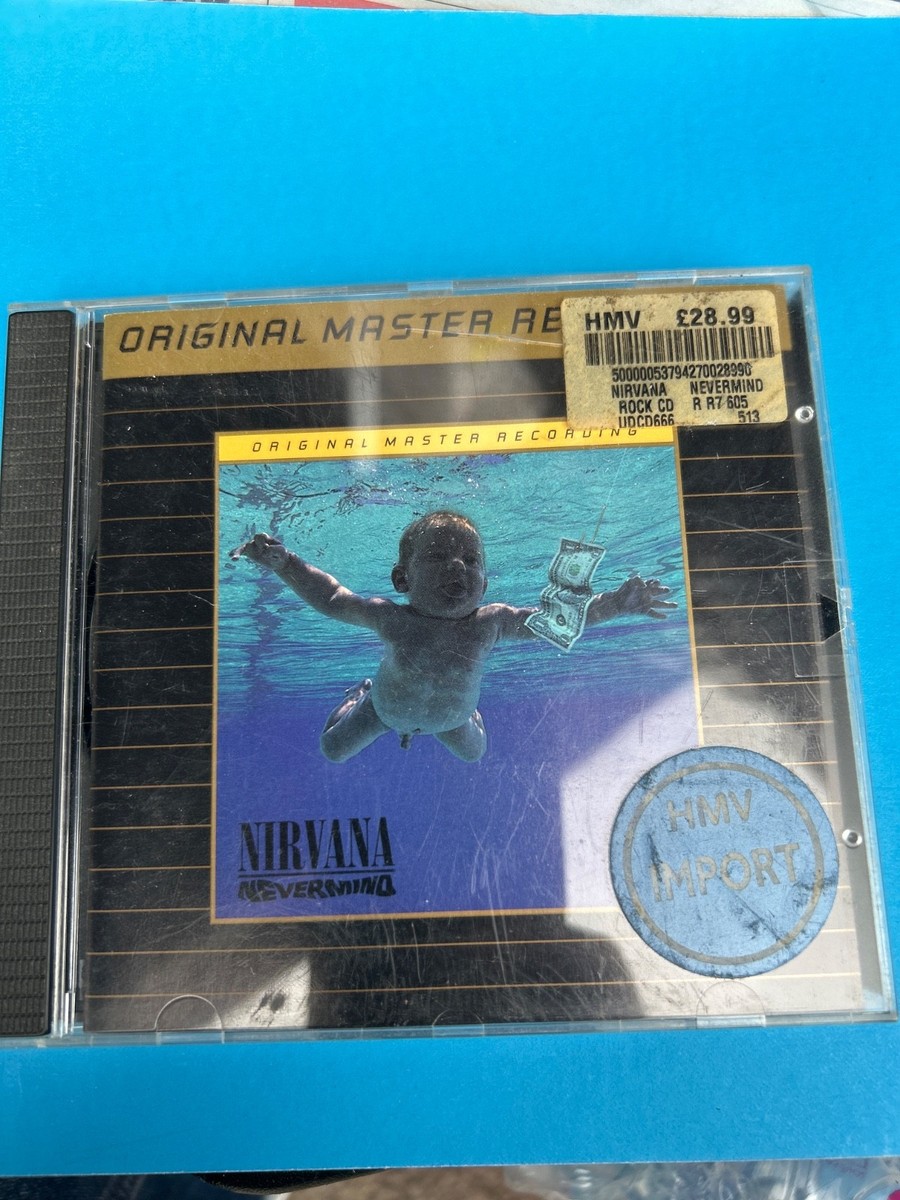 ORIGINAL MASTER RE
HMV £28.99
50000053794270028990
NIRVANA NEVERMIND
ROCK CD R R7 605
UDCD666 513
ORIGINAL MASTER RECORDING
NIRVANA
NEVERMIND
HMV
IMPORT